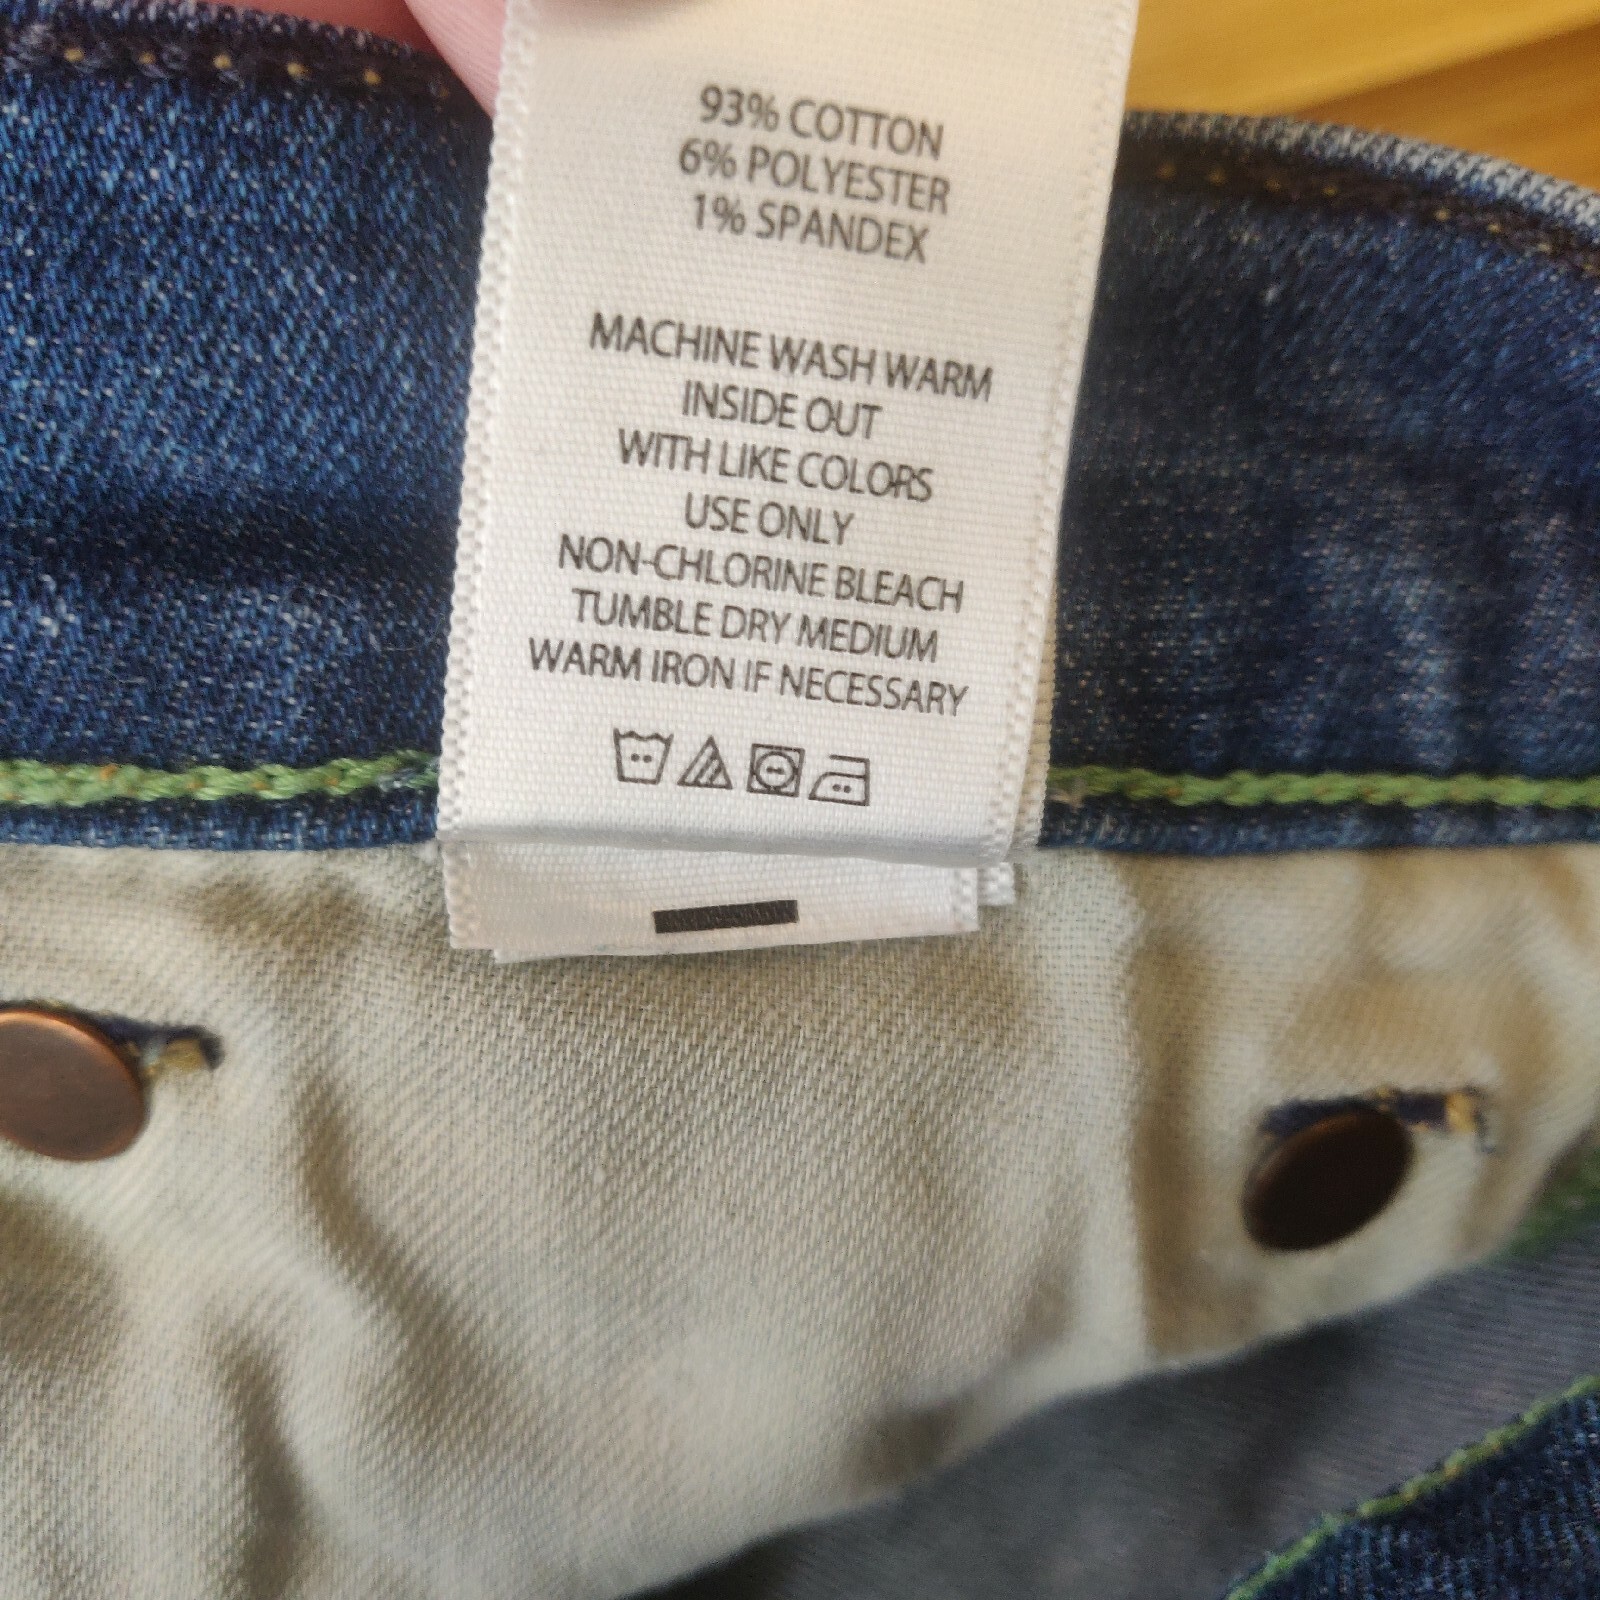 93% COTTON
6% POLYESTER
1% SPANDEX
MACHINE WASH WARM
INSIDE OUT
WITH LIKE COLORS
USE ONLY
NON-CHLORINE BLEACH
TUMBLE DRY MEDIUM
WARM IRON IF NECESSARY